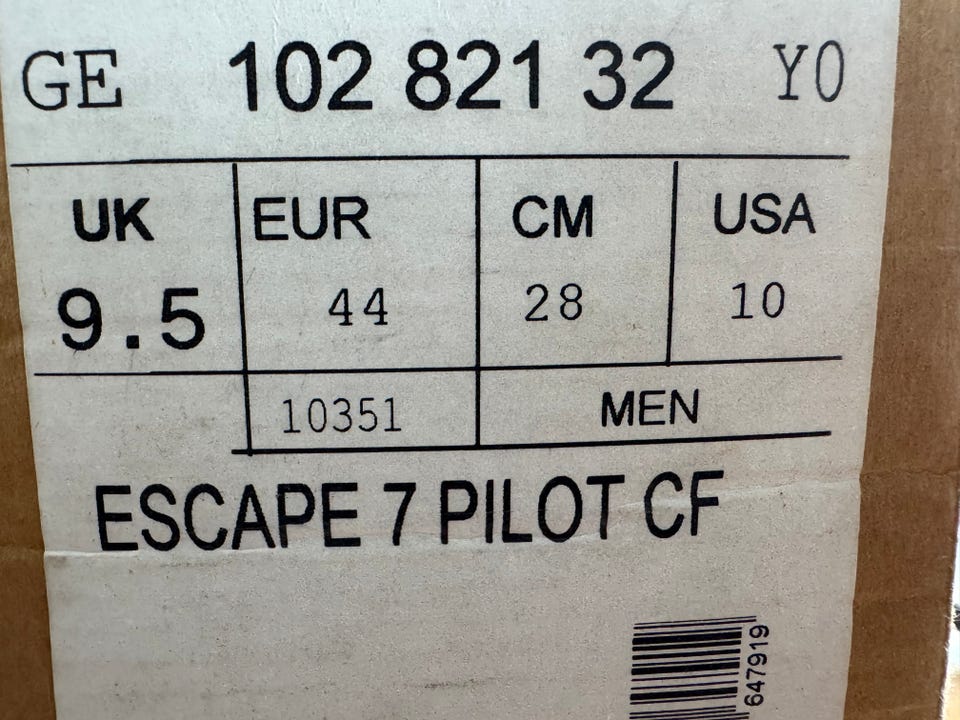 GE 102 821 32 Y0
UK EUR CM USA
9.5 44 28 10
10351 MEN
ESCAPE 7 PILOT CF
647919